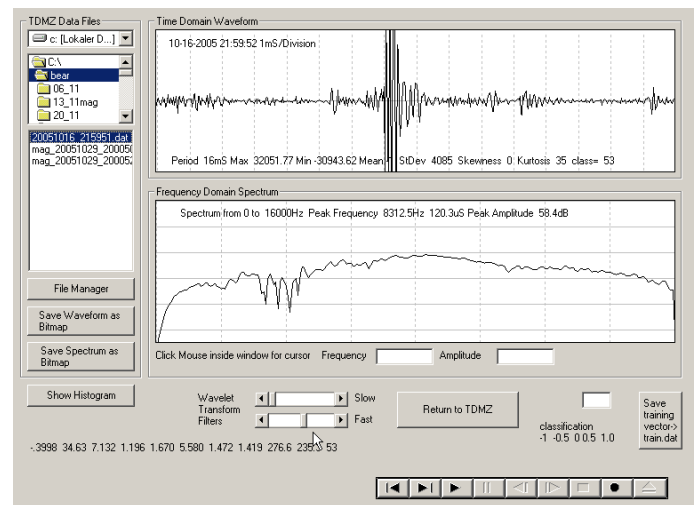 TDMZ Data Files
c: [Lokaler D...]
C:\
bear
06_11
13_11mag
20_11
20051016_215951.dat
mag_20051029_20005
mag_20051029_20005
File Manager
Save Waveform as
Bitmap
Save Spectrum as
Bitmap
Show Histogram
Time Domain Waveform
10-16-2005 21:59:52 1mS/Division
Period 16mS Max 32051.77 Min -30943.62 Mean StDev 4085 Skewness 0 Kurtosis 35 class= 53
Frequency Domain Spectrum
Spectrum from 0 to 16000Hz Peak Frequency 8312.5Hz 120.3uS Peak Amplitude 58.4dB
Click Mouse inside window for cursor Frequency Amplitude
Wavelet
Transform
Filters
Slow
Fast
Return to TDMZ
classification
-1 -0.5 0 0.5 1.0
Save
training
vector->
train.dat
-.3998 34.63 7.132 1.196 1.670 5.580 1.472 1.419 276.6 53